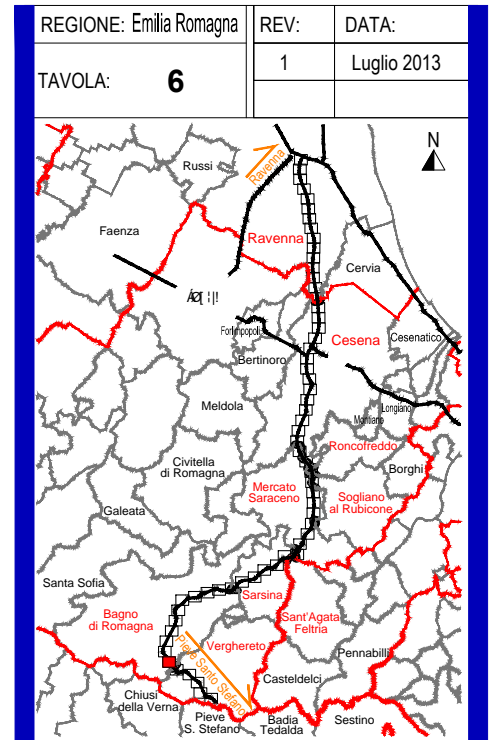 REGIONE: Emilia Romagna
REV:
DATA:
TAVOLA:
6
1
Luglio 2013
N
Russi
Ravenna
Faenza
Ravenna
Cervia
Forlimpopoli
Cesena
Cesenatico
Bertinoro
Meldola
Longiano
Montiano
Roncofreddo
Civitella
di Romagna
Borghi
Mercato
Saraceno
Sogliano
al Rubicone
Galeata
Santa Sofia
Sarsina
Bagno
di Romagna
Sant'Agata
Feltria
Verghereto
Pennabilli
Pieve Santo Stefano
Casteldelci
Chiusi
della Verna
Pieve
S. Stefano
Badia
Tedalda
Sestino